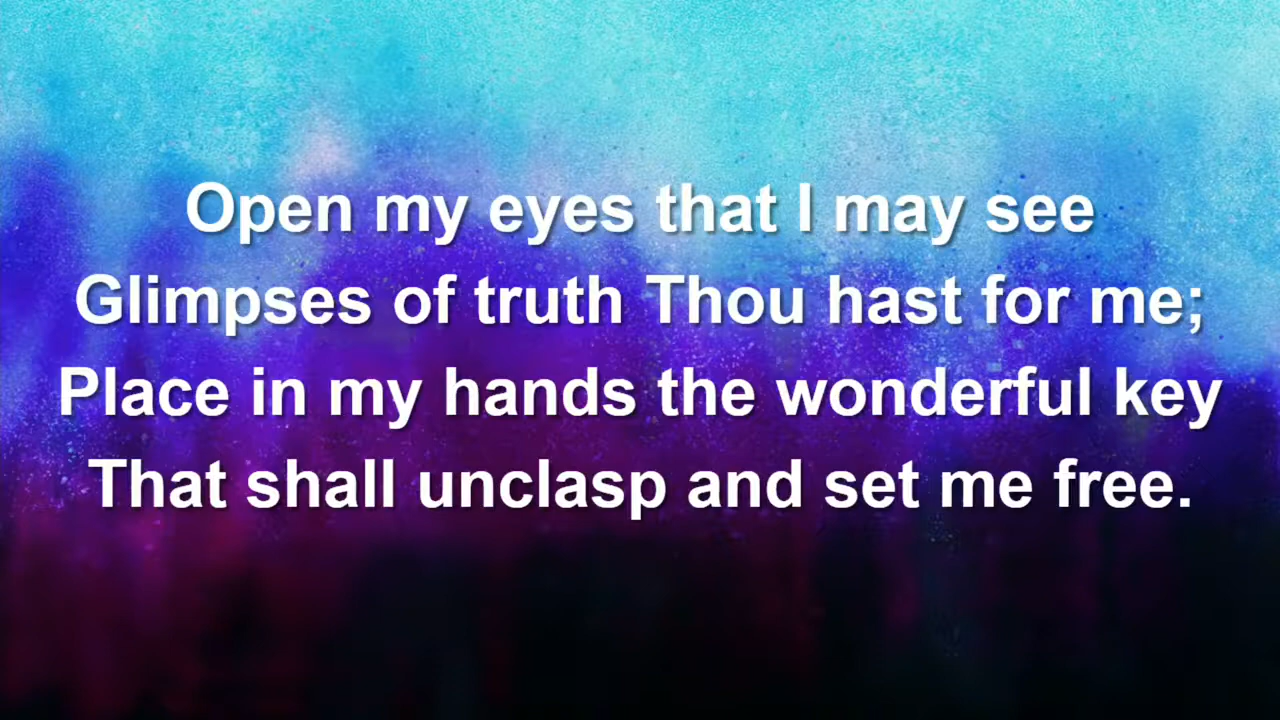 Open my eyes that I may see
Glimpses of truth Thou hast for me;
Place in my hands the wonderful key
That shall unclasp and set me free.